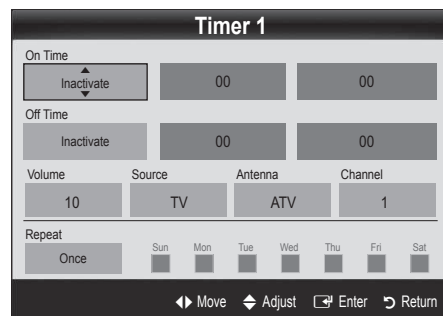 Timer 1
On Time
Inactivate 00 00
Off Time
Inactivate 00 00
Volume Source Antenna Channel
10 TV ATV 1
Repeat
Once Sun Mon Tue Wed Thu Fri Sat
Move Adjust Enter Return